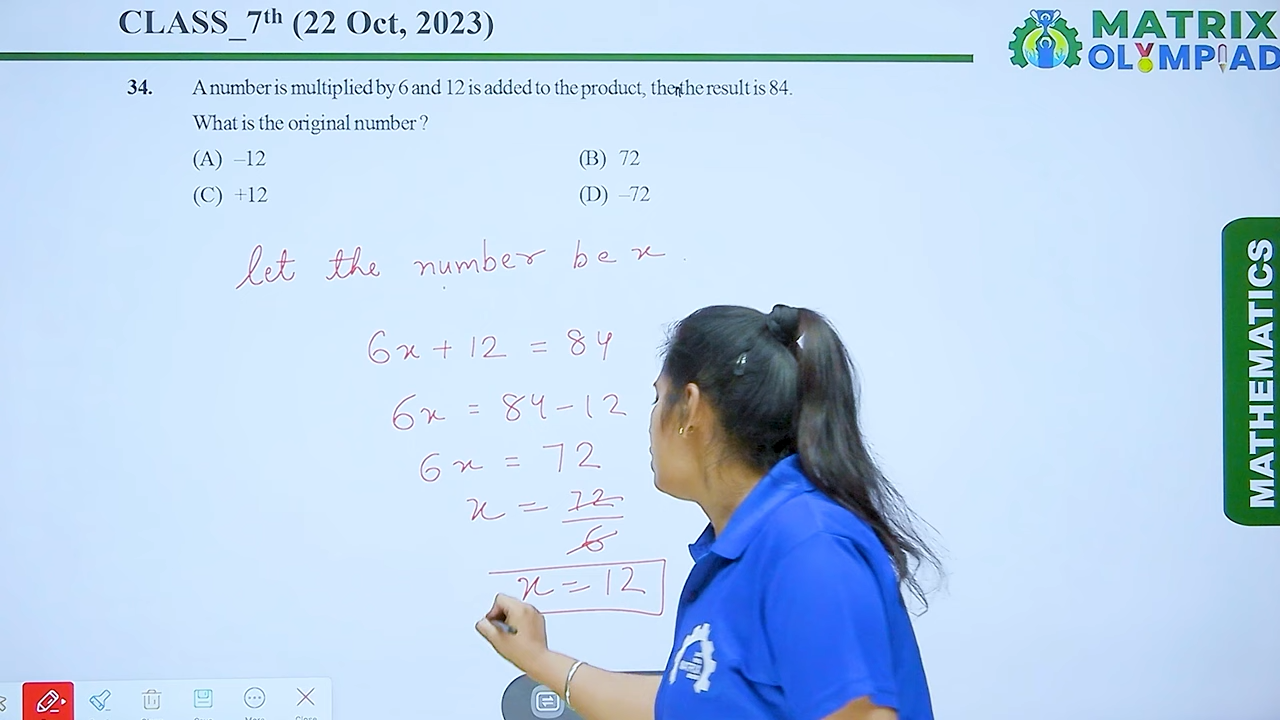 CLASS_7th (22 Oct, 2023)
MATRIX
OLYMPIAD
34. A number is multiplied by 6 and 12 is added to the product, then the result is 84.
What is the original number ?
(A) –12
(B) 72
(C) +12
(D) –72
let the number be x.
6x + 12 = 84
6x = 84 - 12
6x = 72
x = 72
6
x = 12
MATHEMATICS
More
Close